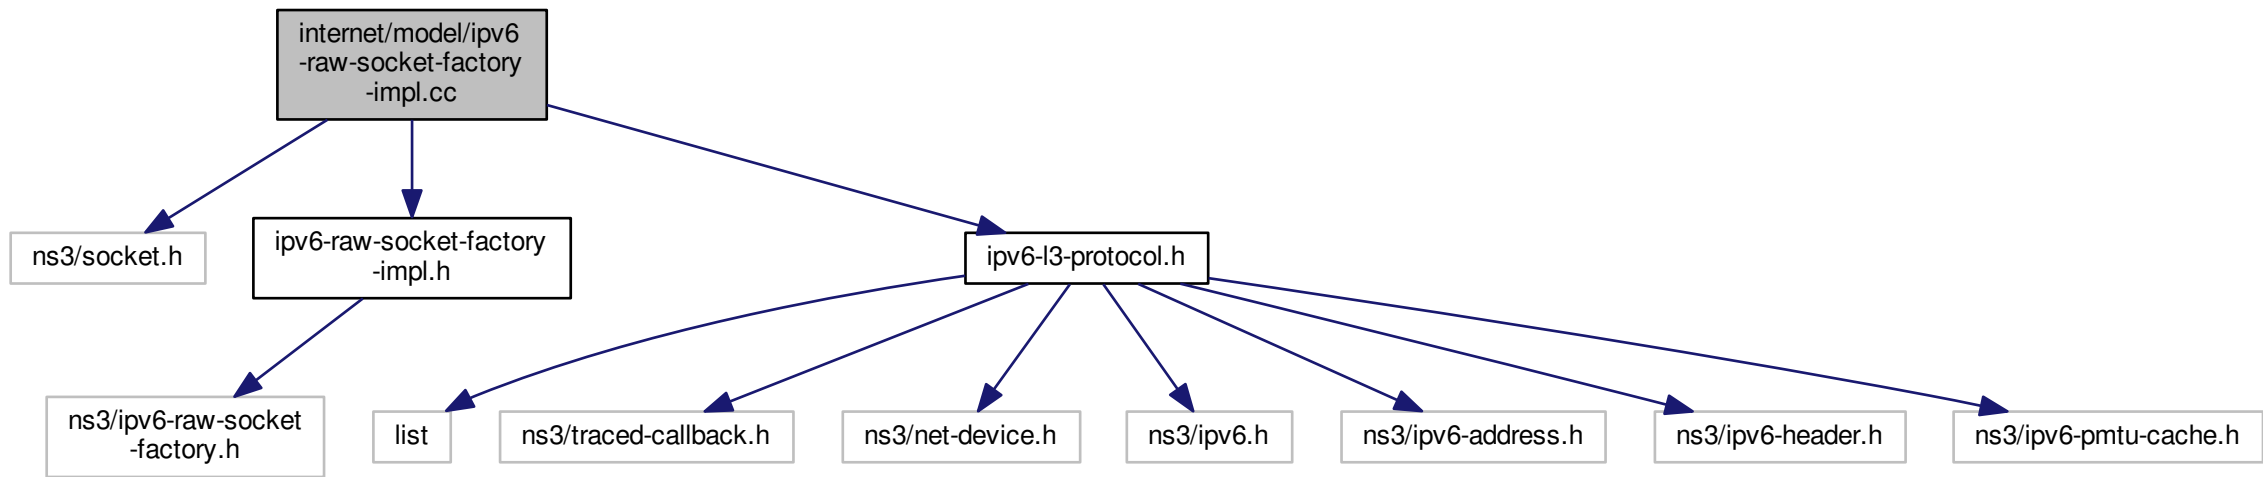 internet/model/ipv6
-raw-socket-factory
-impl.cc
ns3/socket.h
ipv6-raw-socket-factory
-impl.h
ipv6-l3-protocol.h
ns3/ipv6-raw-socket
-factory.h
list
ns3/traced-callback.h
ns3/net-device.h
ns3/ipv6.h
ns3/ipv6-address.h
ns3/ipv6-header.h
ns3/ipv6-pmtu-cache.h